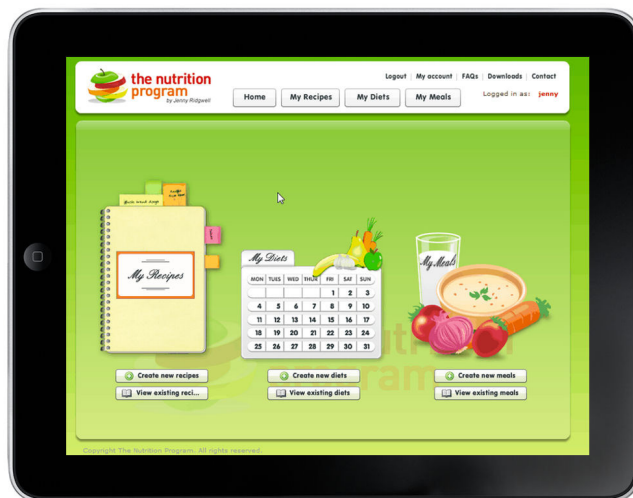 the nutrition
program
by Jenny Ridgwell
Logout | My account | FAQs | Downloads | Contact
Home My Recipes My Diets My Meals
Logged in as: jenny
My Recipes
My Diets
MON TUES WED THUR FRI SAT SUN
1 2 3
4 5 6 7 8 9 10
11 12 13 14 15 16 17
18 19 20 21 22 23 24
25 26 27 28 29 30 31
My Meals
Create new recipes
View existing reci...
Create new diets
View existing diets
Create new meals
View existing meals
Copyright The Nutrition Program. All rights reserved.